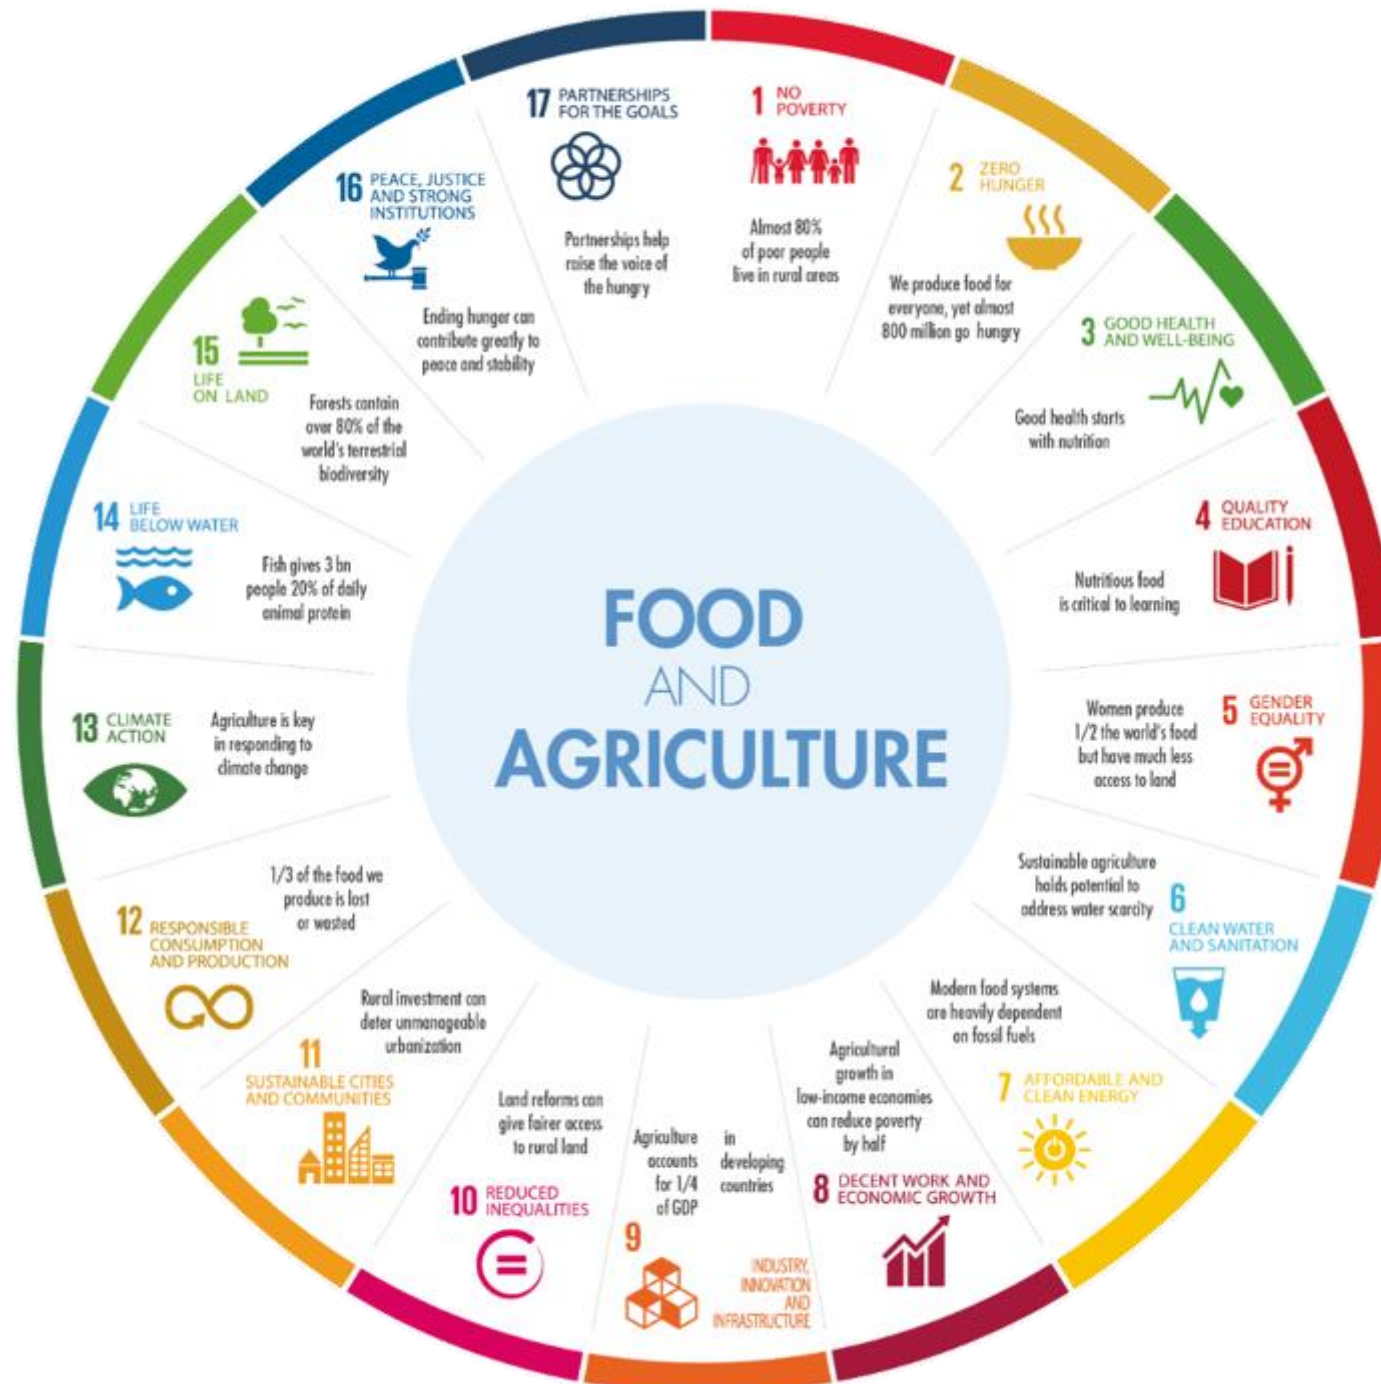 FOOD
AND
AGRICULTURE
1 NO
POVERTY
Almost 80%
of poor people
live in rural areas
2 ZERO
HUNGER
We produce food for
everyone, yet almost
800 million go hungry
3 GOOD HEALTH
AND WELL-BEING
Good health starts
with nutrition
4 QUALITY
EDUCATION
Nutritious food
is critical to learning
5 GENDER
EQUALITY
Women produce
1/2 the world's food
but have much less
access to land
6
CLEAN WATER
AND SANITATION
Sustainable agriculture
holds potential to
address water scarcity
7 AFFORDABLE AND
CLEAN ENERGY
Modern food systems
are heavily dependent
on fossil fuels
8 DECENT WORK AND
ECONOMIC GROWTH
Agricultural
growth in
low-income economies
can reduce poverty
by half
9
INDUSTRY,
INNOVATION
AND
INFRASTRUCTURE
Agriculture
accounts
for 1/4
of GDP
in
developing
countries
10 REDUCED
INEQUALITIES
Land reforms can
give fairer access
to rural land
11
SUSTAINABLE CITIES
AND COMMUNITIES
Rural investment can
deter unmanageable
urbanization
12 RESPONSIBLE
CONSUMPTION
AND PRODUCTION
1/3 of the food we
produce is lost
or wasted
13 CLIMATE
ACTION
Agriculture is key
in responding to
climate change
14 LIFE
BELOW WATER
Fish gives 3 bn
people 20% of daily
animal protein
15
LIFE
ON LAND
Forests contain
over 80% of the
world's terrestrial
biodiversity
16 PEACE, JUSTICE
AND STRONG
INSTITUTIONS
Ending hunger can
contribute greatly to
peace and stability
17 PARTNERSHIPS
FOR THE GOALS
Partnerships help
raise the voice of
the hungry